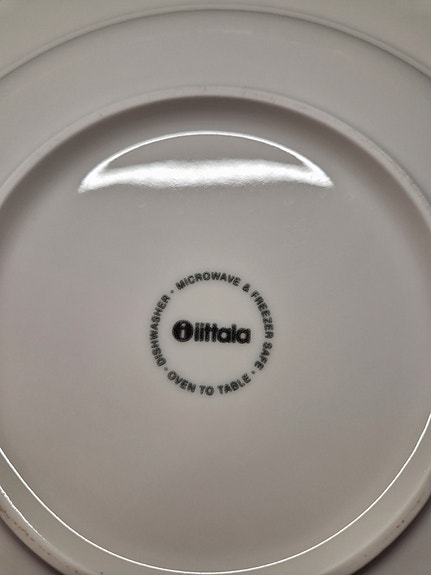 DISHWASHER · MICROWAVE & FREEZER SAFE · OVEN TO TABLE ·
i iittala